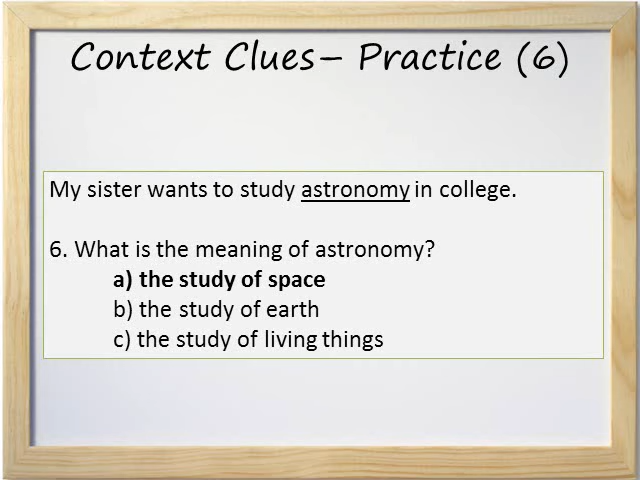 Context Clues– Practice (6)
My sister wants to study astronomy in college.
6. What is the meaning of astronomy?
a) the study of space
b) the study of earth
c) the study of living things